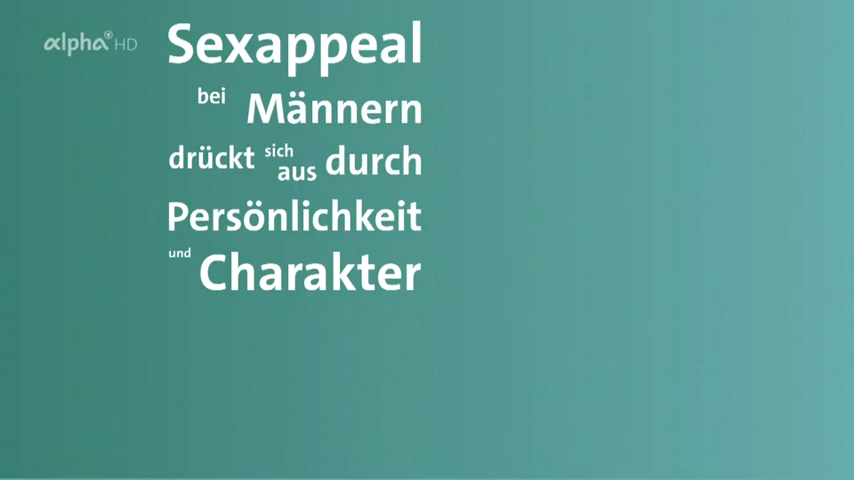 alpha HD
Sexappeal
bei Männern
drückt sich aus durch
Persönlichkeit
und Charakter